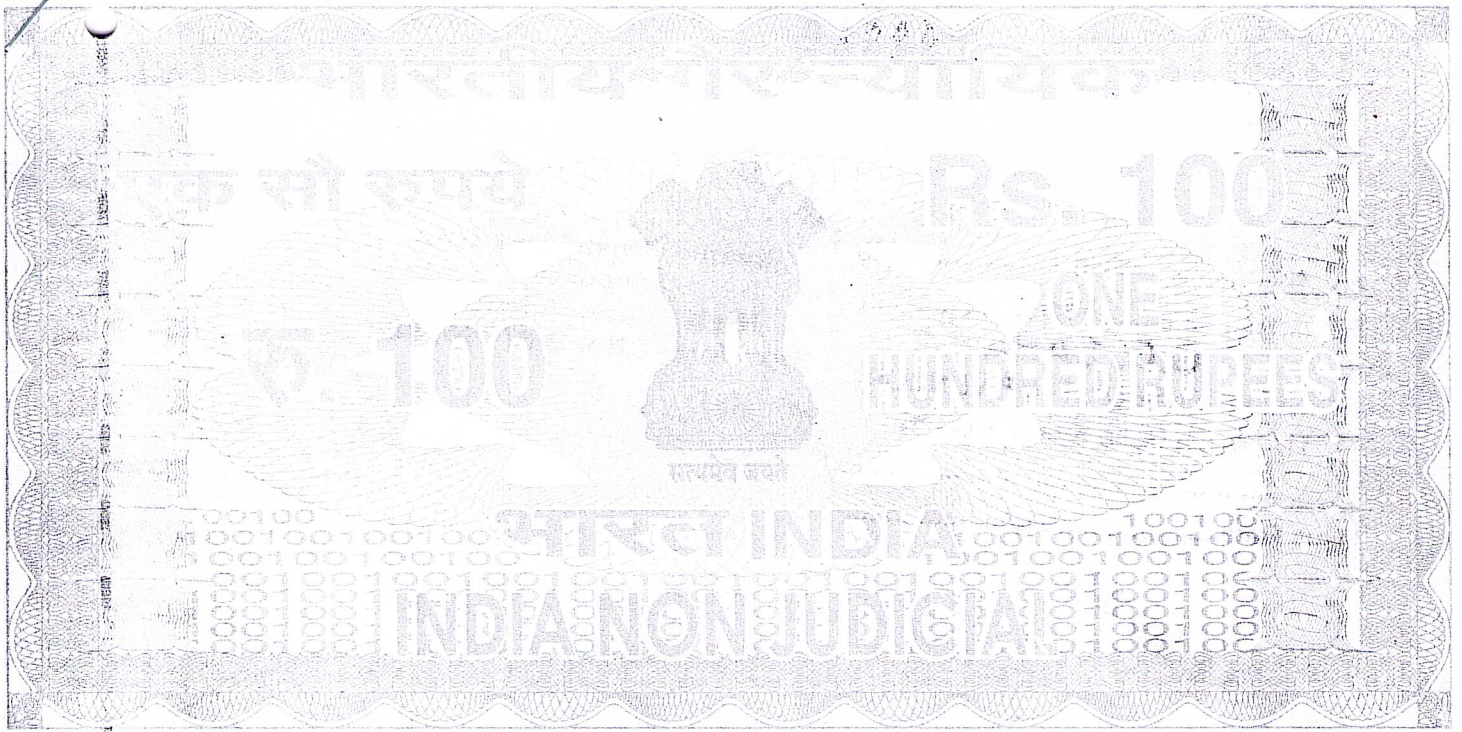 भारतीय गैर न्यायिक
एक सौ रुपये
Rs. 100
रु. 100
ONE
HUNDRED RUPEES
सत्यमेव जयते
भारत INDIA
INDIA NON JUDICIAL